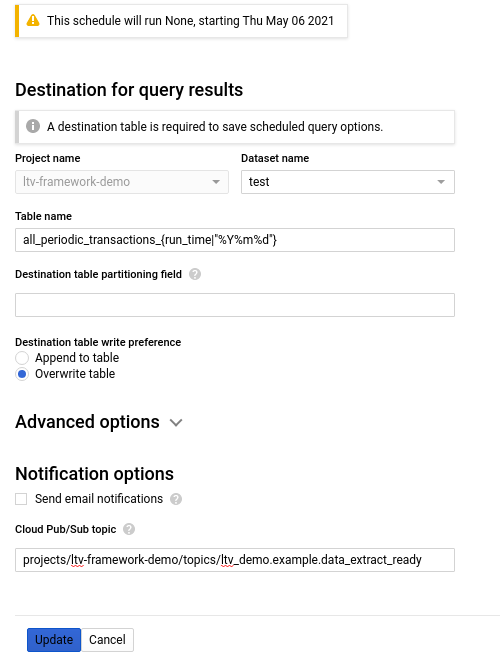 This schedule will run None, starting Thu May 06 2021
Destination for query results
A destination table is required to save scheduled query options.
Project name
Dataset name
ltv-framework-demo
test
Table name
all_periodic_transactions_{run_time|"%Y%m%d"}
Destination table partitioning field
Destination table write preference
Append to table
Overwrite table
Advanced options
Notification options
Send email notifications
Cloud Pub/Sub topic
projects/ltv-framework-demo/topics/ltv_demo.example.data_extract_ready
Update Cancel